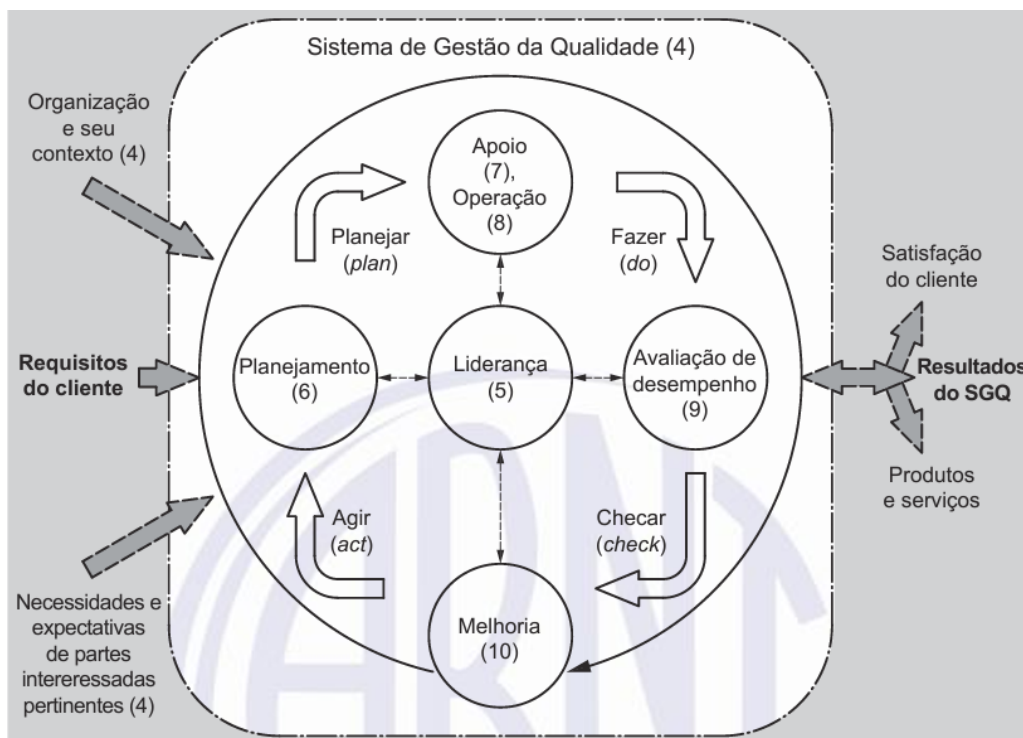 Sistema de Gestão da Qualidade (4)
Organização
e seu
contexto (4)
Requisitos
do cliente
Necessidades e
expectativas
de partes
intereressadas
pertinentes (4)
Planejar
(plan)
Apoio
(7),
Operação
(8)
Fazer
(do)
Planejamento
(6)
Liderança
(5)
Avaliação de
desempenho
(9)
Agir
(act)
Checar
(check)
Melhoria
(10)
Satisfação
do cliente
Resultados
do SGQ
Produtos
e serviços
ABNT